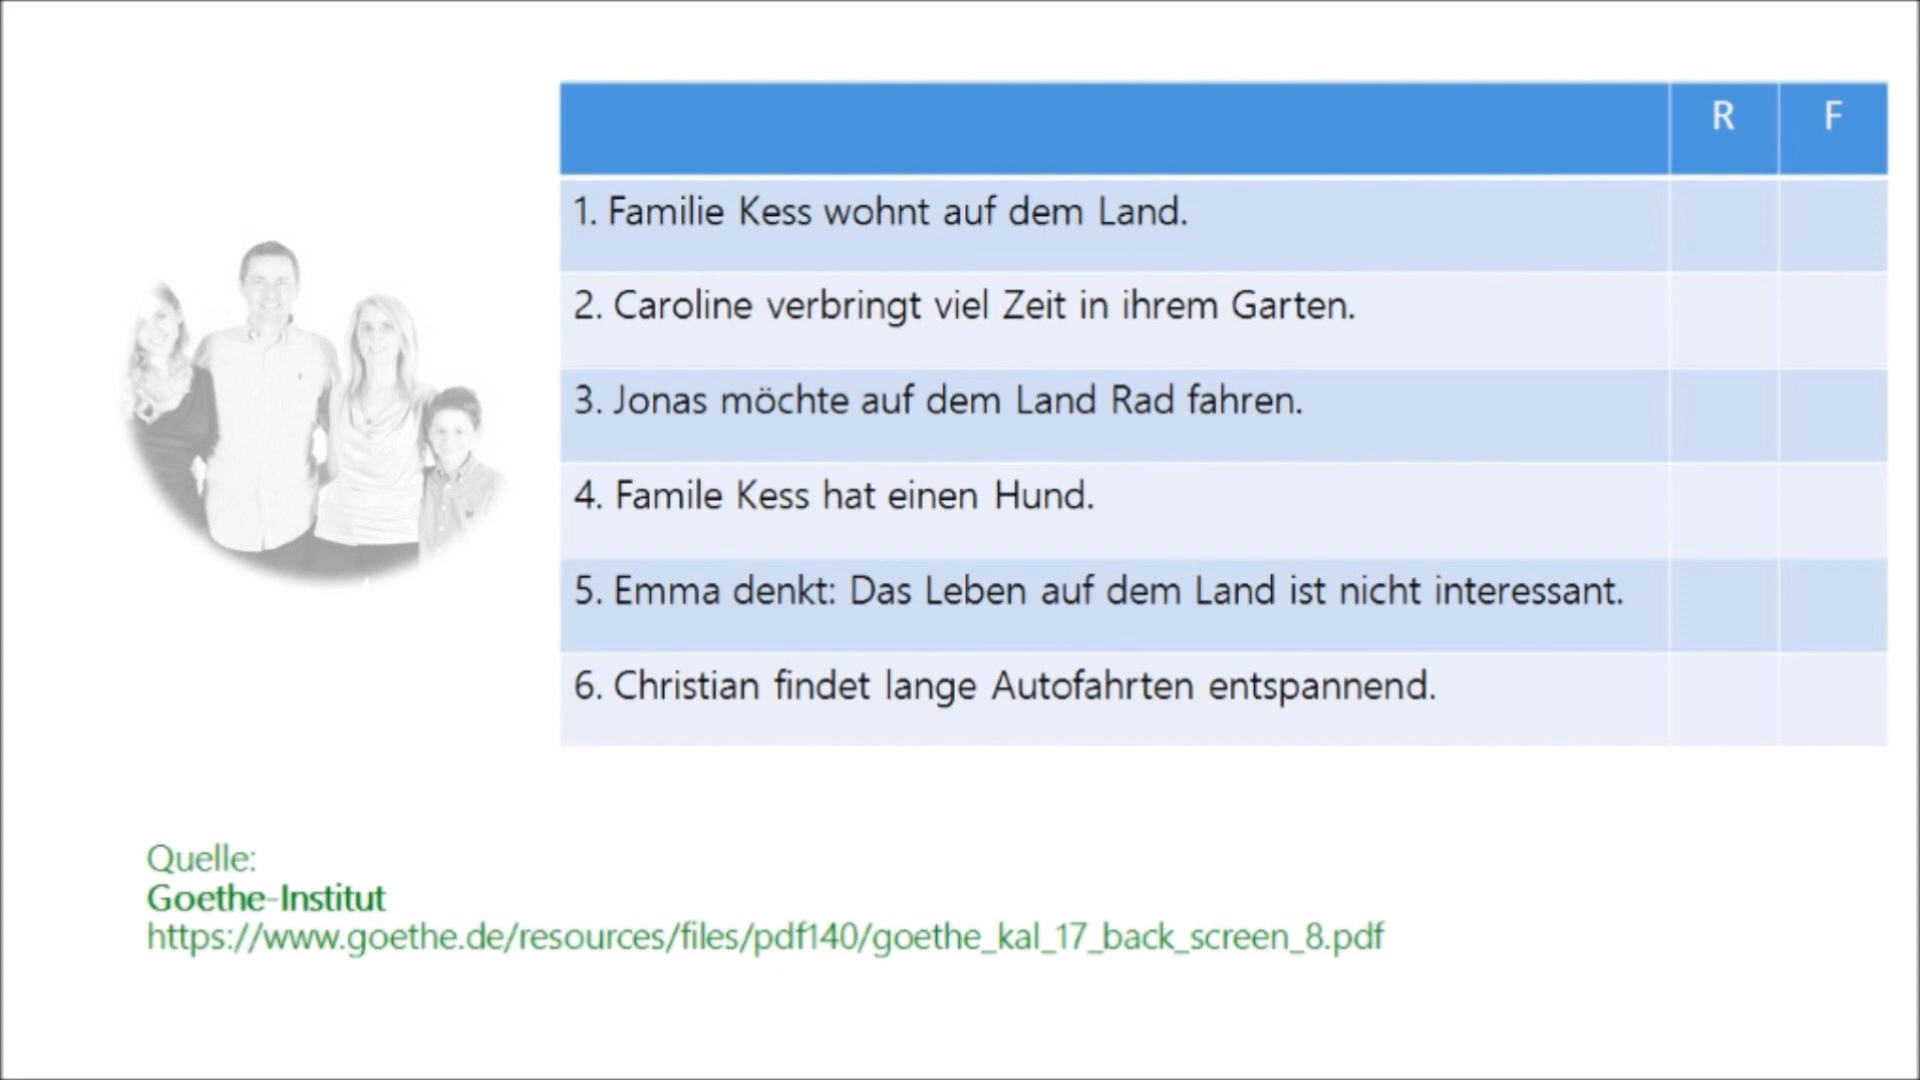 R F
1. Familie Kess wohnt auf dem Land.
2. Caroline verbringt viel Zeit in ihrem Garten.
3. Jonas möchte auf dem Land Rad fahren.
4. Famile Kess hat einen Hund.
5. Emma denkt: Das Leben auf dem Land ist nicht interessant.
6. Christian findet lange Autofahrten entspannend.
Quelle:
Goethe-Institut
https://www.goethe.de/resources/files/pdf140/goethe_kal_17_back_screen_8.pdf